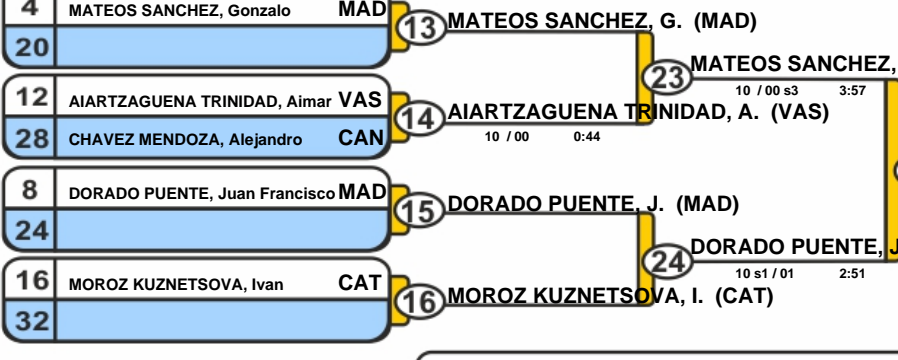 4 MATEOS SANCHEZ, Gonzalo MAD
20
13 MATEOS SANCHEZ, G. (MAD)
23 MATEOS SANCHEZ,
10 / 00 s3 3:57
12 AIARTZAGUENA TRINIDAD, Aimar VAS
28 CHAVEZ MENDOZA, Alejandro CAN
14 AIARTZAGUENA TRINIDAD, A. (VAS)
10 / 00 0:44
8 DORADO PUENTE, Juan Francisco MAD
24
15 DORADO PUENTE, J. (MAD)
24 DORADO PUENTE, J
10 s1 / 01 2:51
16 MOROZ KUZNETSOVA, Ivan CAT
32
16 MOROZ KUZNETSOVA, I. (CAT)